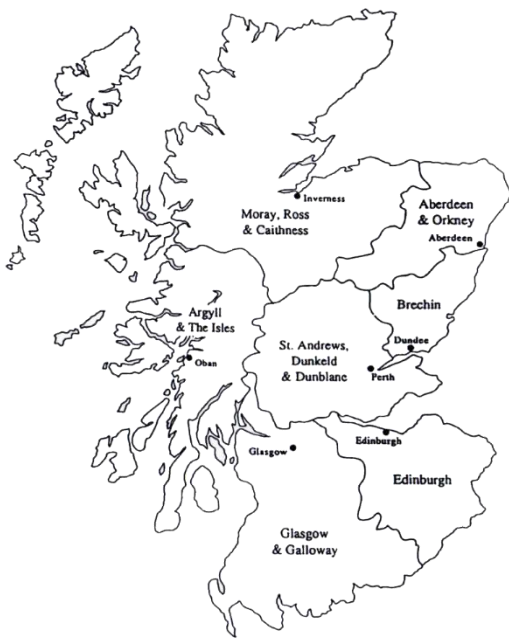 Inverness
Moray, Ross
& Caithness
Aberdeen
& Orkney
Aberdeen
Brechin
Argyll
& The Isles
Dundee
St. Andrews,
Dunkeld
& Dunblane
Oban
Perth
Edinburgh
Glasgow
Edinburgh
Glasgow
& Galloway